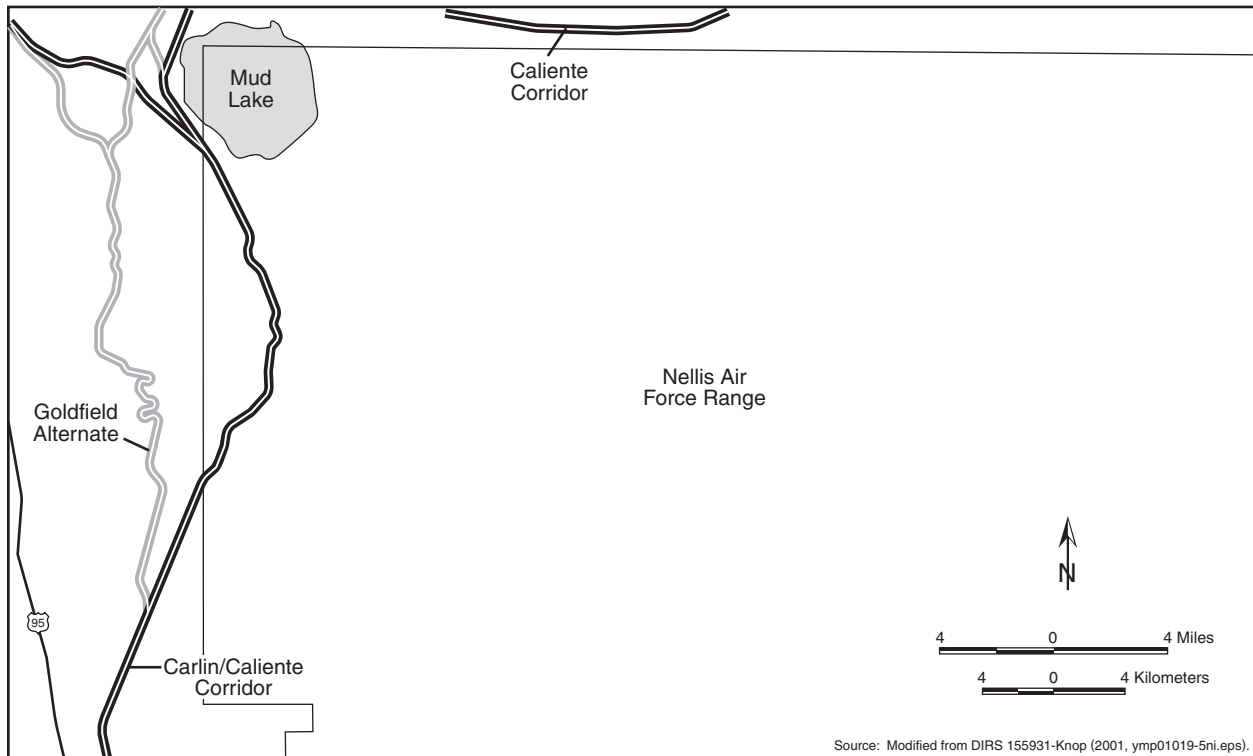 Mud
Lake
Caliente
Corridor
Nellis Air
Force Range
Goldfield
Alternate
95
Carlin/Caliente
Corridor
N
4 0 4 Miles
4 0 4 Kilometers
Source: Modified from DIRS 155931-Knop (2001, ymp01019-5ni.eps).